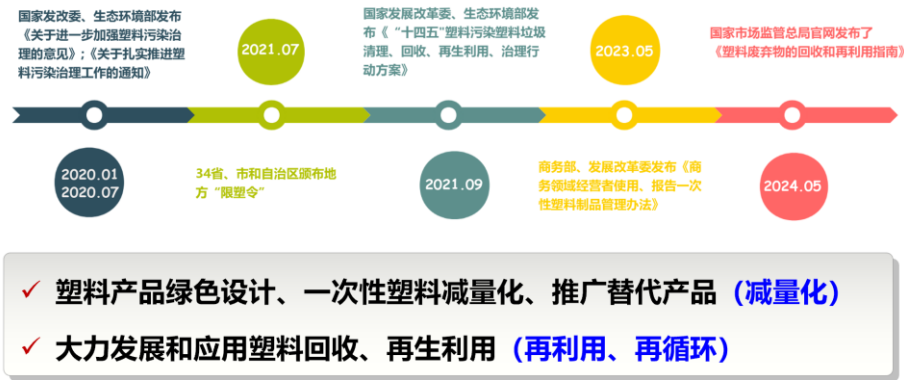 国家发改委、生态环境部发布
《关于进一步加强塑料污染治
理的意见》;《关于扎实推进塑
料污染治理工作的通知》
2021.07
国家发展改革委、生态环境部发
布《“十四五”塑料污染塑料垃圾
清理、回收、再生利用、治理行
动方案》
2023.05
国家市场监管总局官网发布了
《塑料废弃物的回收和再利用指南》
2020.01
2020.07
34省、市和自治区颁布地
方“限塑令”
2021.09
商务部、发展改革委发布《商
务领域经营者使用、报告一次
性塑料制品管理办法》
2024.05
✓ 塑料产品绿色设计、一次性塑料减量化、推广替代产品（减量化）
✓ 大力发展和应用塑料回收、再生利用（再利用、再循环）